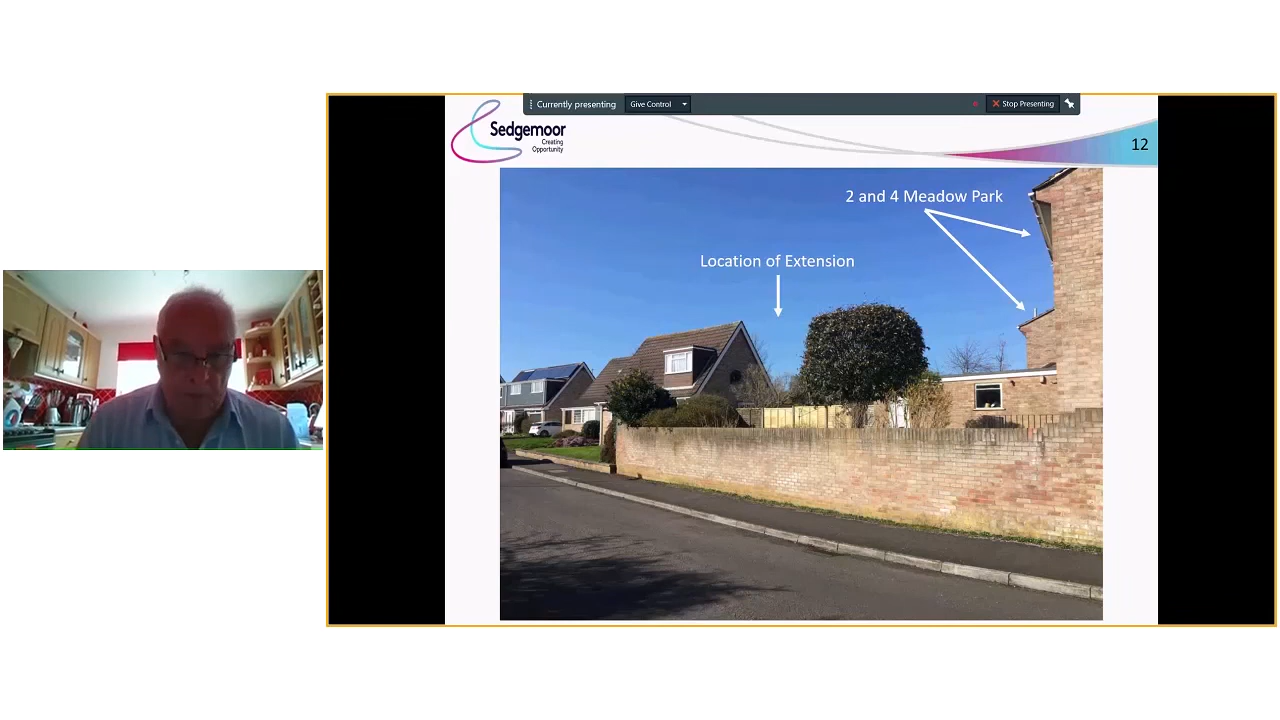 Currently presenting
Give Control
Stop Presenting
Sedgemoor
Creating
Opportunity
12
2 and 4 Meadow Park
Location of Extension